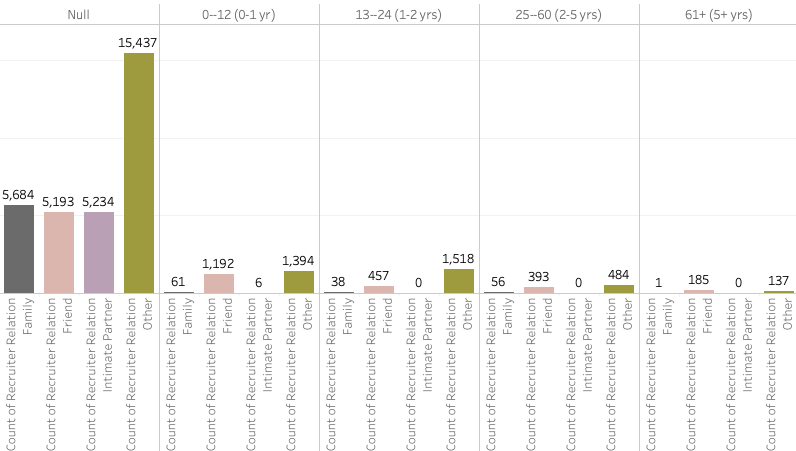 Null
0--12 (0-1 yr)
13--24 (1-2 yrs)
25--60 (2-5 yrs)
61+ (5+ yrs)
15,437
5,684
5,193
5,234
61
1,192
6
1,394
38
457
0
1,518
56
393
0
484
1
185
0
137
Count of Recruiter Relation
Family
Count of Recruiter Relation
Friend
Count of Recruiter Relation
Intimate Partner
Count of Recruiter Relation
Other
Count of Recruiter Relation
Family
Count of Recruiter Relation
Friend
Count of Recruiter Relation
Intimate Partner
Count of Recruiter Relation
Other
Count of Recruiter Relation
Family
Count of Recruiter Relation
Friend
Count of Recruiter Relation
Intimate Partner
Count of Recruiter Relation
Other
Count of Recruiter Relation
Family
Count of Recruiter Relation
Friend
Count of Recruiter Relation
Intimate Partner
Count of Recruiter Relation
Other
Count of Recruiter Relation
Family
Count of Recruiter Relation
Friend
Count of Recruiter Relation
Intimate Partner
Count of Recruiter Relation
Other